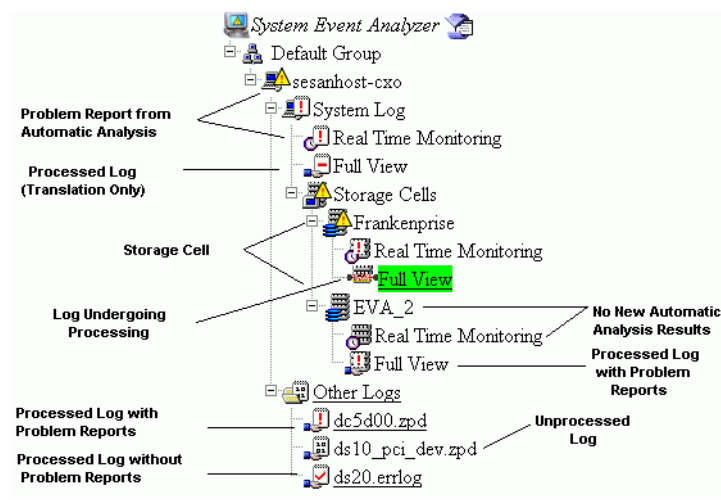 System Event Analyzer
Default Group
sesanhost-cxo
System Log
Problem Report from
Automatic Analysis
Real Time Monitoring
Processed Log
(Translation Only)
Full View
Storage Cells
Frankenprise
Storage Cell
Real Time Monitoring
Full View
Log Undergoing
Processing
EVA_2
No New Automatic
Analysis Results
Real Time Monitoring
Full View
Processed Log
with Problem
Reports
Other Logs
Processed Log with
Problem Reports
dc5d00.zpd
Unprocessed
Log
ds10_pci_dev.zpd
Processed Log without
Problem Reports
ds20.errlog